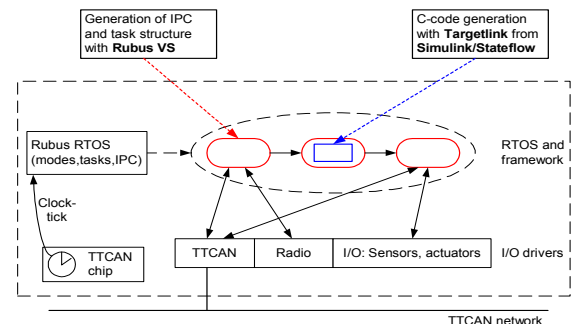 Generation of IPC
and task structure
with Rubus VS
C-code generation
with Targetlink from
Simulink/Stateflow
Rubus RTOS
(modes,tasks,IPC)
RTOS and
framework
Clock-
tick
TTCAN
chip
TTCAN
Radio
I/O: Sensors, actuators
I/O drivers
TTCAN network